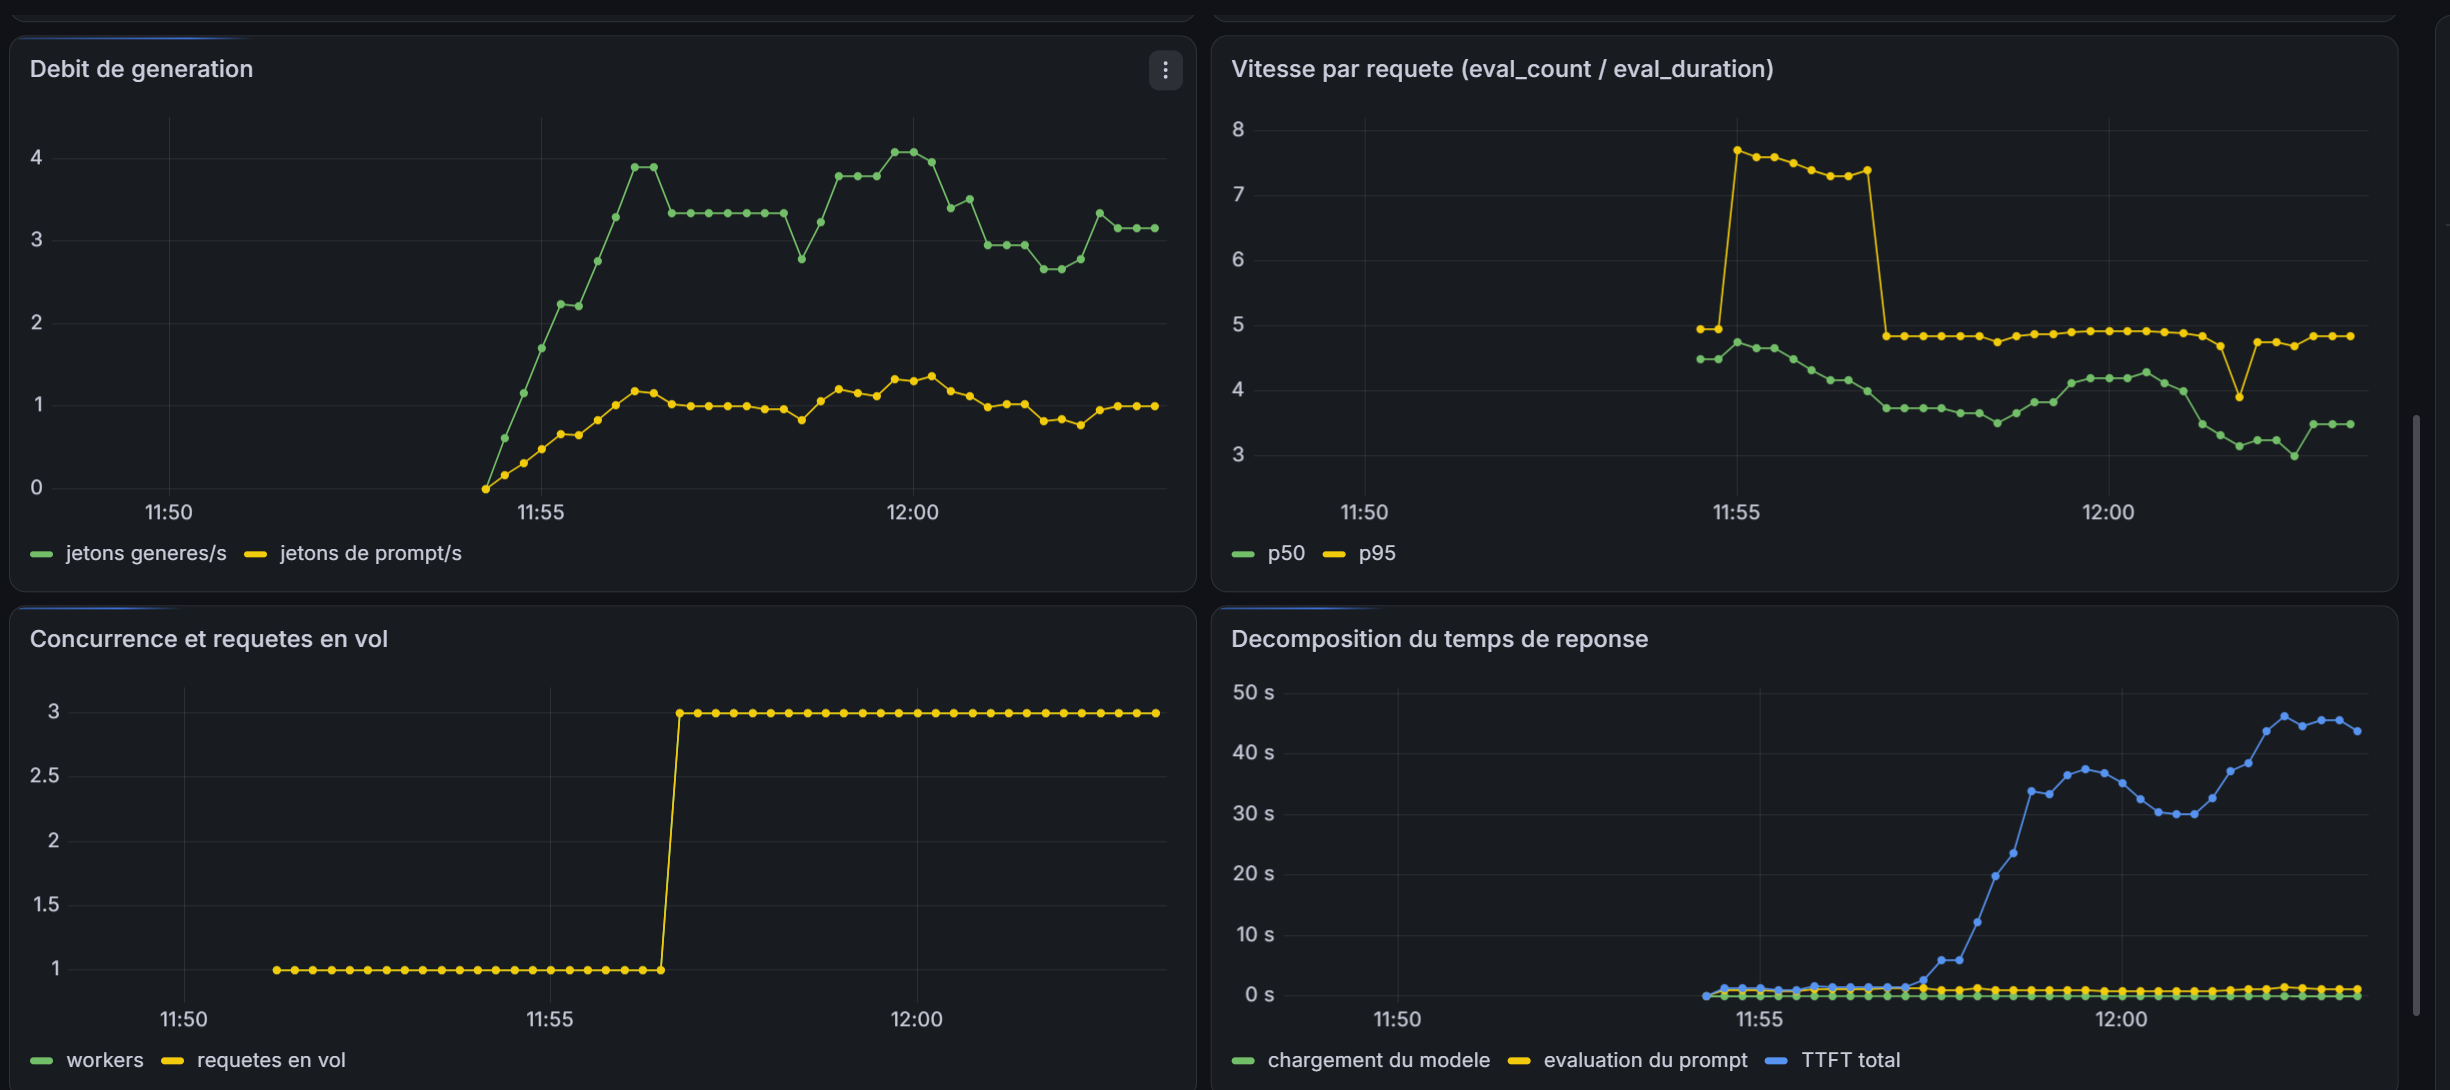 Debit de generation
4
3
2
1
0
11:50 11:55 12:00
jetons generes/s jetons de prompt/s
Vitesse par requete (eval_count / eval_duration)
8
7
6
5
4
3
11:50 11:55 12:00
p50 p95
Concurrence et requetes en vol
3
2.5
2
1.5
1
11:50 11:55 12:00
workers requetes en vol
Decomposition du temps de reponse
50 s
40 s
30 s
20 s
10 s
0 s
11:50 11:55 12:00
chargement du modele evaluation du prompt TTFT total